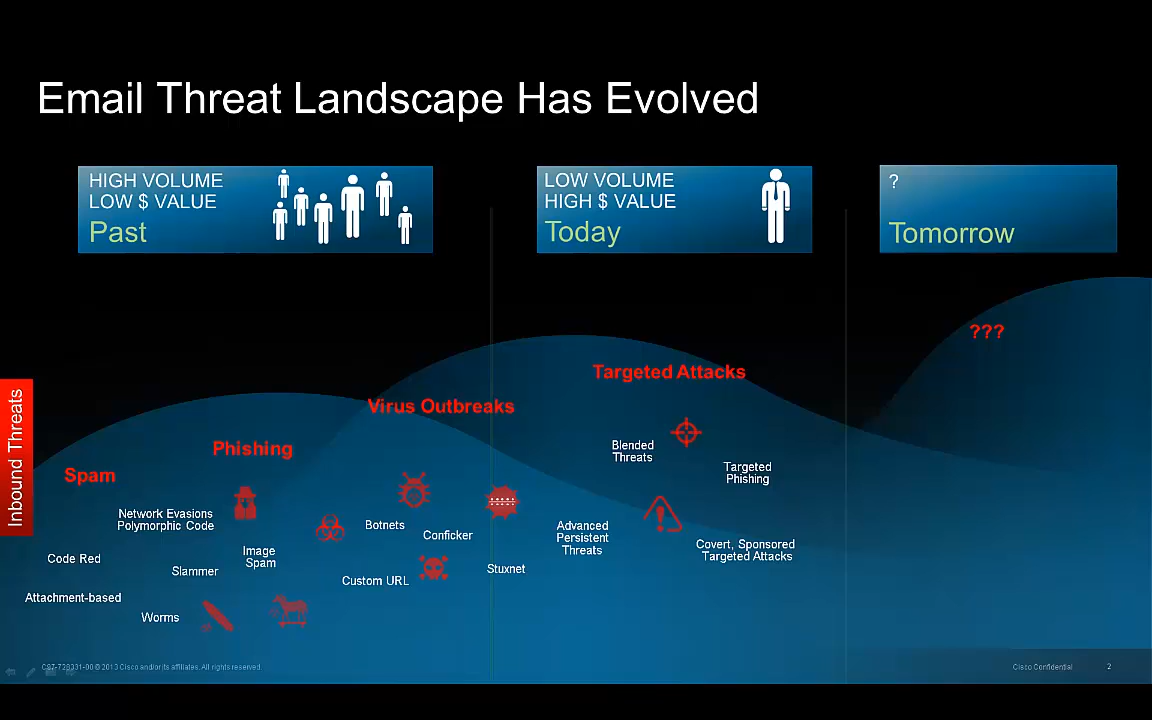 Email Threat Landscape Has Evolved
HIGH VOLUME
LOW $ VALUE
Past
LOW VOLUME
HIGH $ VALUE
Today
?
Tomorrow
Inbound Threats
???
Targeted Attacks
Virus Outbreaks
Phishing
Spam
Blended
Threats
Targeted
Phishing
Network Evasions
Polymorphic Code
Botnets
Conficker
Advanced
Persistent
Threats
Covert, Sponsored
Targeted Attacks
Code Red
Image
Spam
Slammer
Custom URL
Stuxnet
Attachment-based
Worms
© 2013 Cisco and/or its affiliates. All rights reserved.
Cisco Confidential
2